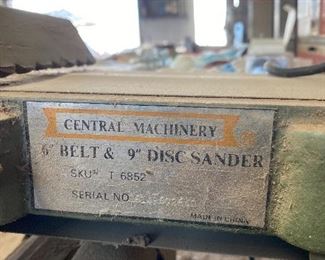 CENTRAL MACHINERY
6" BELT & 9" DISC SANDER
SKU# T 6852
SERIAL NO.
MADE IN CHINA